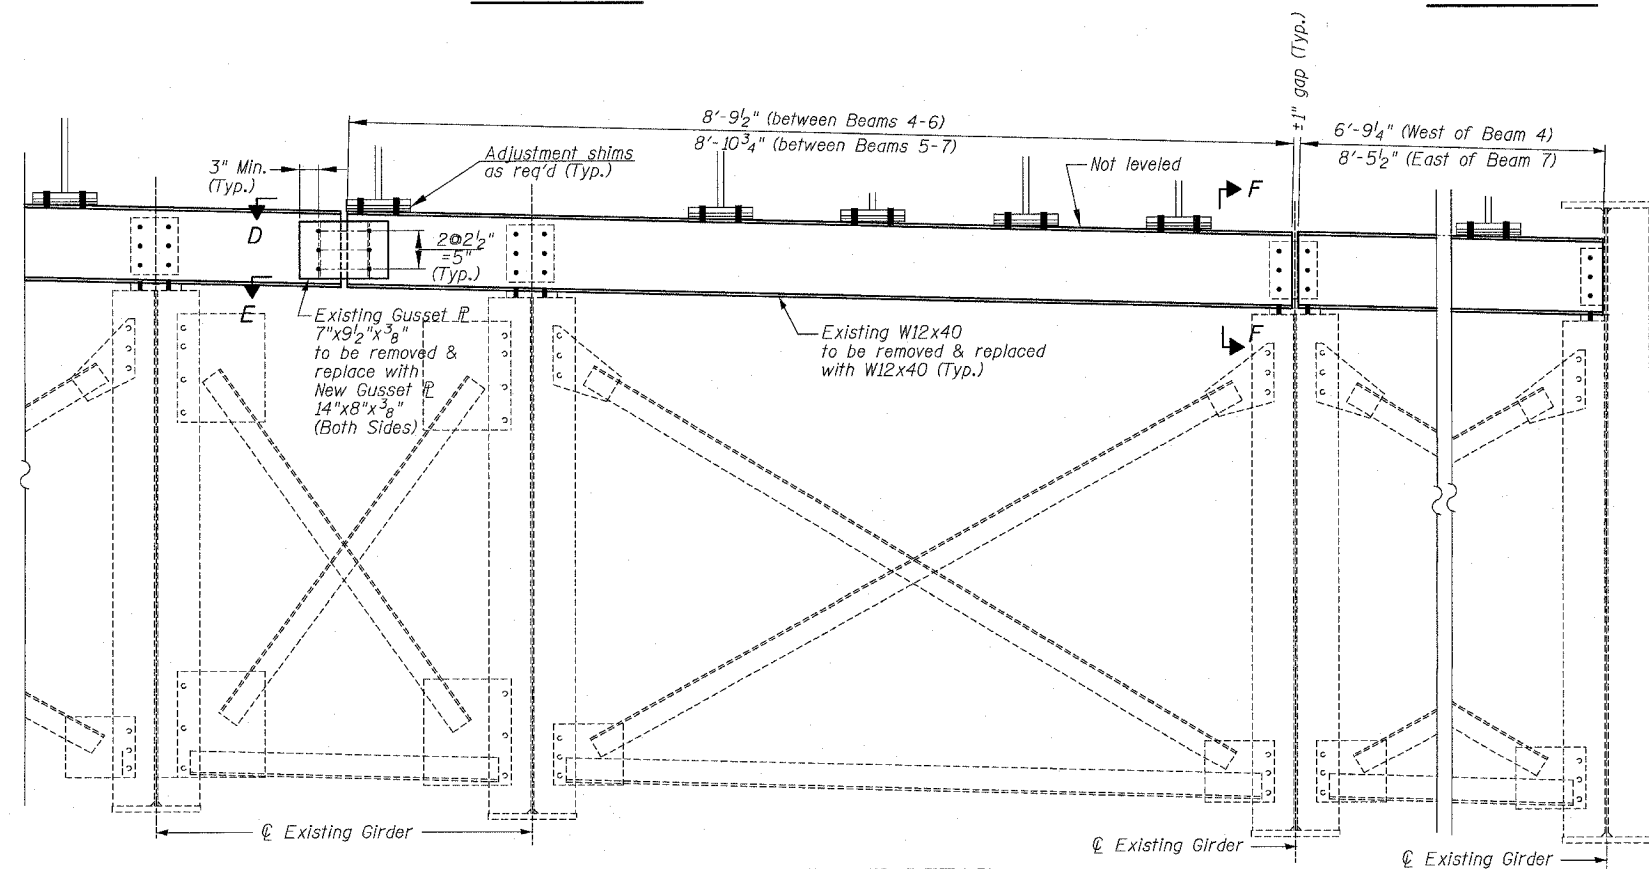 ±1" gap (Typ.)
8'-9½" (between Beams 4-6)
8'-10¾" (between Beams 5-7)
6'-9¼" (West of Beam 4)
8'-5½" (East of Beam 7)
3" Min.
(Typ.)
Adjustment shims
as req'd (Typ.)
Not leveled
F
D
2@2½"
=5"
(Typ.)
E
Existing Gusset ℄
7"x9½"x⅜"
to be removed &
replace with
New Gusset ℄
14"x8"x⅜"
(Both Sides)
Existing W12x40
to be removed & replaced
with W12x40 (Typ.)
F
℄ Existing Girder
℄ Existing Girder
℄ Existing Girder